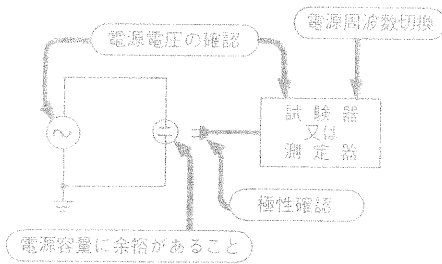 電源周波数切換
電源電圧の確認
試験器
又は
測定器
極性確認
電源容量に余裕があること